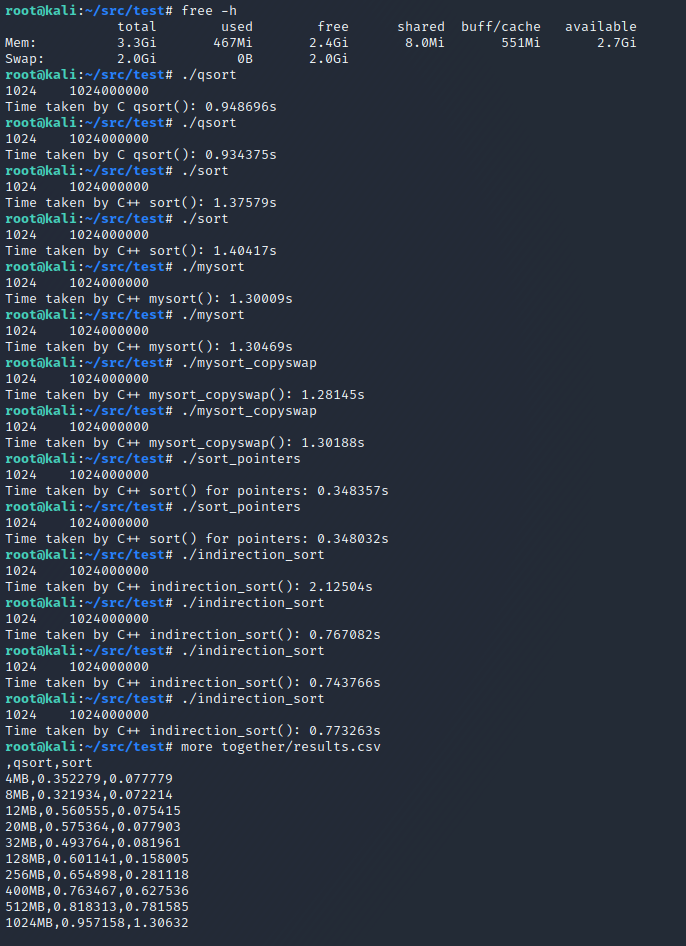 root@kali:~/src/test# free -h
              total        used        free      shared  buff/cache   available
Mem:          3.3Gi       467Mi       2.4Gi       8.0Mi       551Mi       2.7Gi
Swap:         2.0Gi          0B       2.0Gi
root@kali:~/src/test# ./qsort
1024    1024000000
Time taken by C qsort(): 0.948696s
root@kali:~/src/test# ./qsort
1024    1024000000
Time taken by C qsort(): 0.934375s
root@kali:~/src/test# ./sort
1024    1024000000
Time taken by C++ sort(): 1.37579s
root@kali:~/src/test# ./sort
1024    1024000000
Time taken by C++ sort(): 1.40417s
root@kali:~/src/test# ./mysort
1024    1024000000
Time taken by C++ mysort(): 1.30009s
root@kali:~/src/test# ./mysort
1024    1024000000
Time taken by C++ mysort(): 1.30469s
root@kali:~/src/test# ./mysort_copyswap
1024    1024000000
Time taken by C++ mysort_copyswap(): 1.28145s
root@kali:~/src/test# ./mysort_copyswap
1024    1024000000
Time taken by C++ mysort_copyswap(): 1.30188s
root@kali:~/src/test# ./sort_pointers
1024    1024000000
Time taken by C++ sort() for pointers: 0.348357s
root@kali:~/src/test# ./sort_pointers
1024    1024000000
Time taken by C++ sort() for pointers: 0.348032s
root@kali:~/src/test# ./indirection_sort
1024    1024000000
Time taken by C++ indirection_sort(): 2.12504s
root@kali:~/src/test# ./indirection_sort
1024    1024000000
Time taken by C++ indirection_sort(): 0.767082s
root@kali:~/src/test# ./indirection_sort
1024    1024000000
Time taken by C++ indirection_sort(): 0.743766s
root@kali:~/src/test# ./indirection_sort
1024    1024000000
Time taken by C++ indirection_sort(): 0.773263s
root@kali:~/src/test# more together/results.csv
,qsort,sort
4MB,0.352279,0.077779
8MB,0.321934,0.072214
12MB,0.560555,0.075415
20MB,0.575364,0.077903
32MB,0.493764,0.081961
128MB,0.601141,0.158005
256MB,0.654898,0.281118
400MB,0.763467,0.627536
512MB,0.818313,0.781585
1024MB,0.957158,1.30632